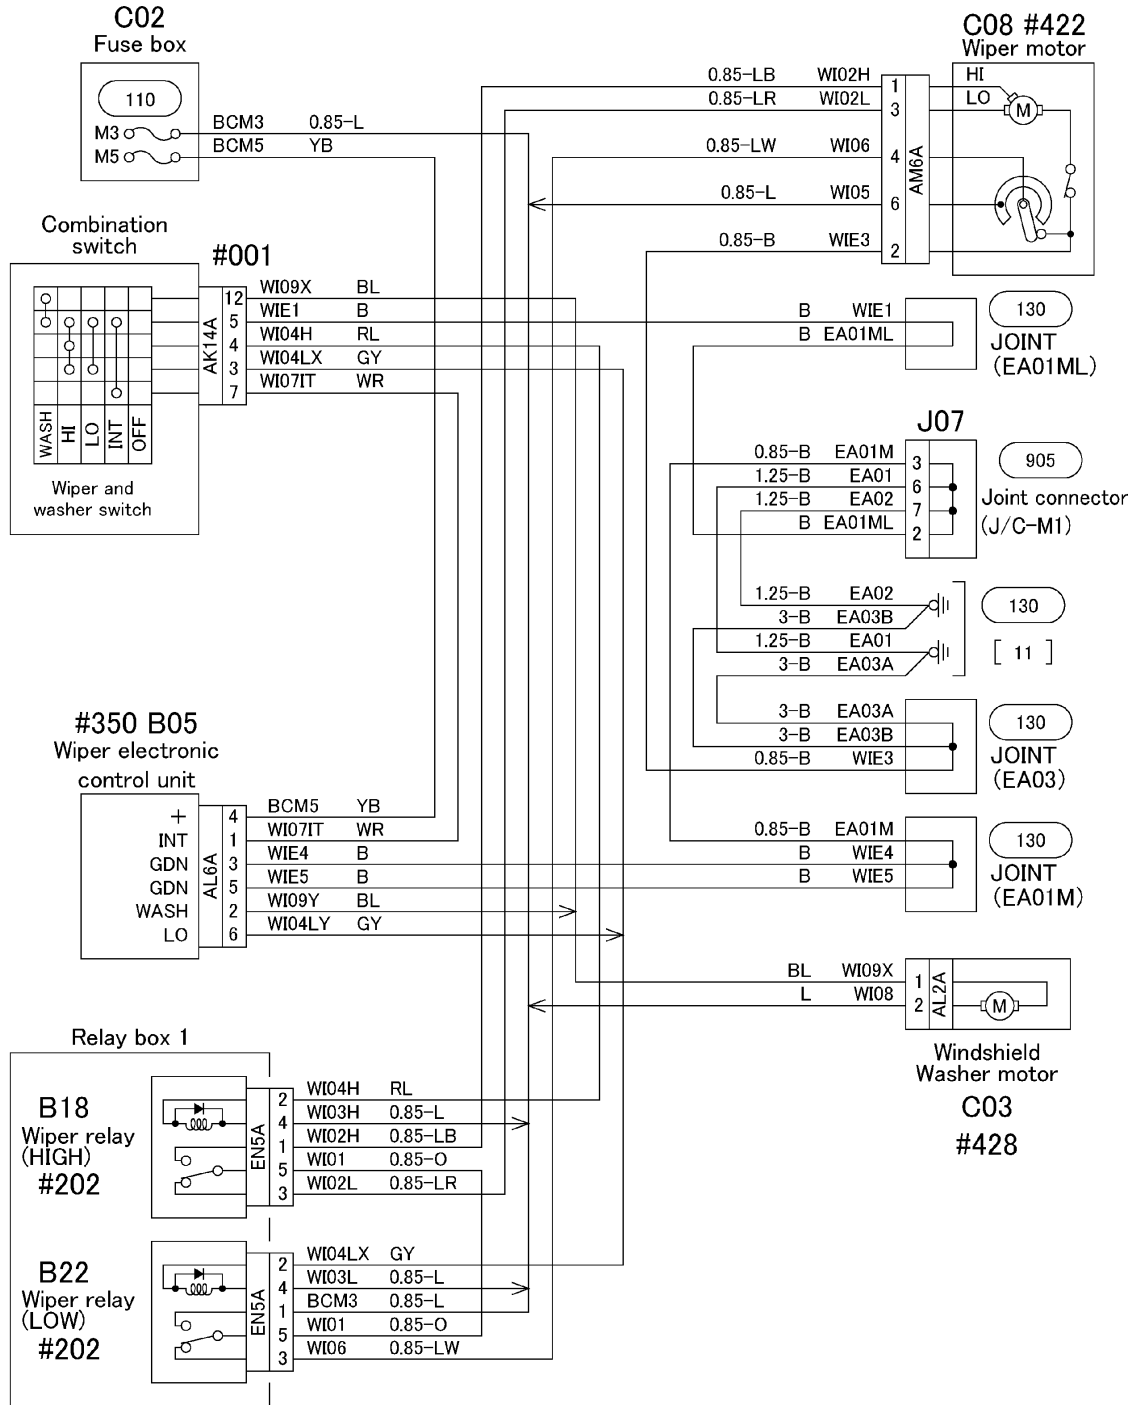 C02
Fuse box
110
M3
M5
BCM3 0.85-L
BCM5 YB
C08 #422
Wiper motor
HI
LO
M
AM6A
0.85-LB WI02H 1
0.85-LR WI02L 3
0.85-LW WI06 4
0.85-L WI05 6
0.85-B WIE3 2
Combination
switch
#001
AK14A
12 WI09X BL
5 WIE1 B
4 WI04H RL
3 WI04LX GY
7 WI07IT WR
WASH
HI
LO
INT
OFF
Wiper and
washer switch
B WIE1
B EA01ML
130
JOINT
(EA01ML)
J07
0.85-B EA01M 3
1.25-B EA01 6
1.25-B EA02 7
B EA01ML 2
905
Joint connector
(J/C-M1)
1.25-B EA02
3-B EA03B
1.25-B EA01
3-B EA03A
130
[ 11 ]
3-B EA03A
3-B EA03B
0.85-B WIE3
130
JOINT
(EA03)
#350 B05
Wiper electronic
control unit
AL6A
+ 4 BCM5 YB
INT 1 WI07IT WR
GDN 3 WIE4 B
GDN 5 WIE5 B
WASH 2 WI09Y BL
LO 6 WI04LY GY
0.85-B EA01M
B WIE4
B WIE5
130
JOINT
(EA01M)
BL WI09X 1
L WI08 2
AL2A
M
Windshield
Washer motor
C03
#428
Relay box 1
B18
Wiper relay
(HIGH)
#202
EN5A
2 WI04H RL
4 WI03H 0.85-L
1 WI02H 0.85-LB
5 WI01 0.85-O
3 WI02L 0.85-LR
B22
Wiper relay
(LOW)
#202
EN5A
2 WI04LX GY
4 WI03L 0.85-L
1 BCM3 0.85-L
5 WI01 0.85-O
3 WI06 0.85-LW